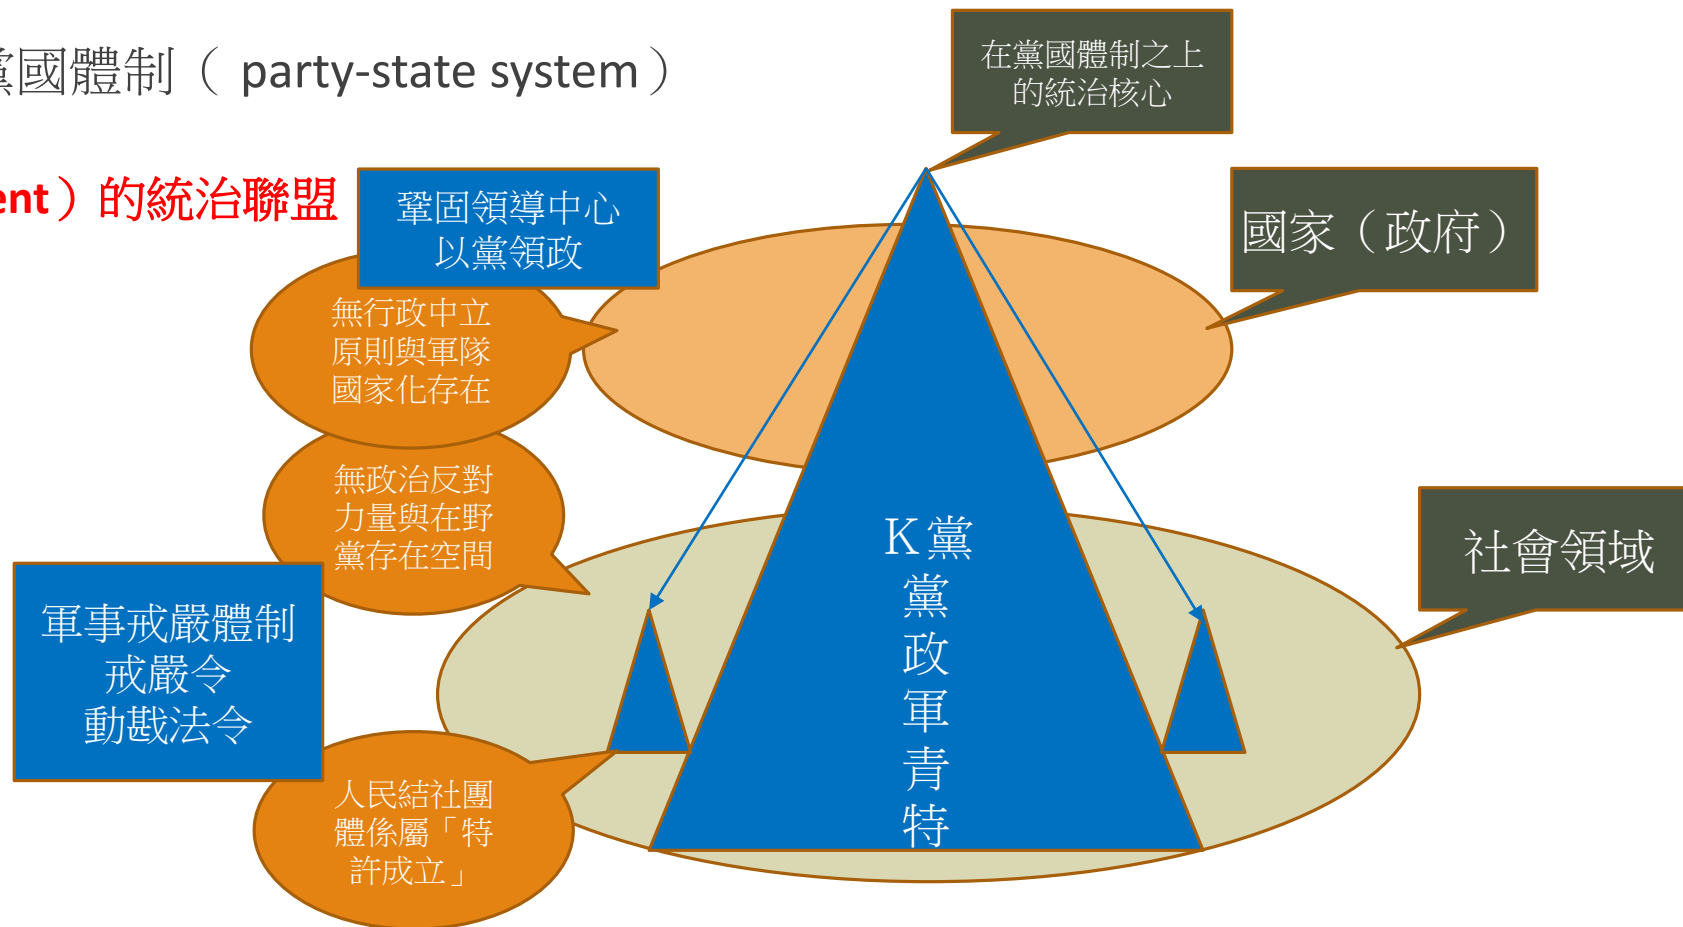 黨國體制（ party-state system）
ent）的統治聯盟
在黨國體制之上
的統治核心
鞏固領導中心
以黨領政
國家（政府）
無行政中立
原則與軍隊
國家化存在
無政治反對
力量與在野
黨存在空間
軍事戒嚴體制
戒嚴令
動戡法令
人民結社團
體係屬「特
許成立」
K黨
黨
政
軍
青
特
社會領域